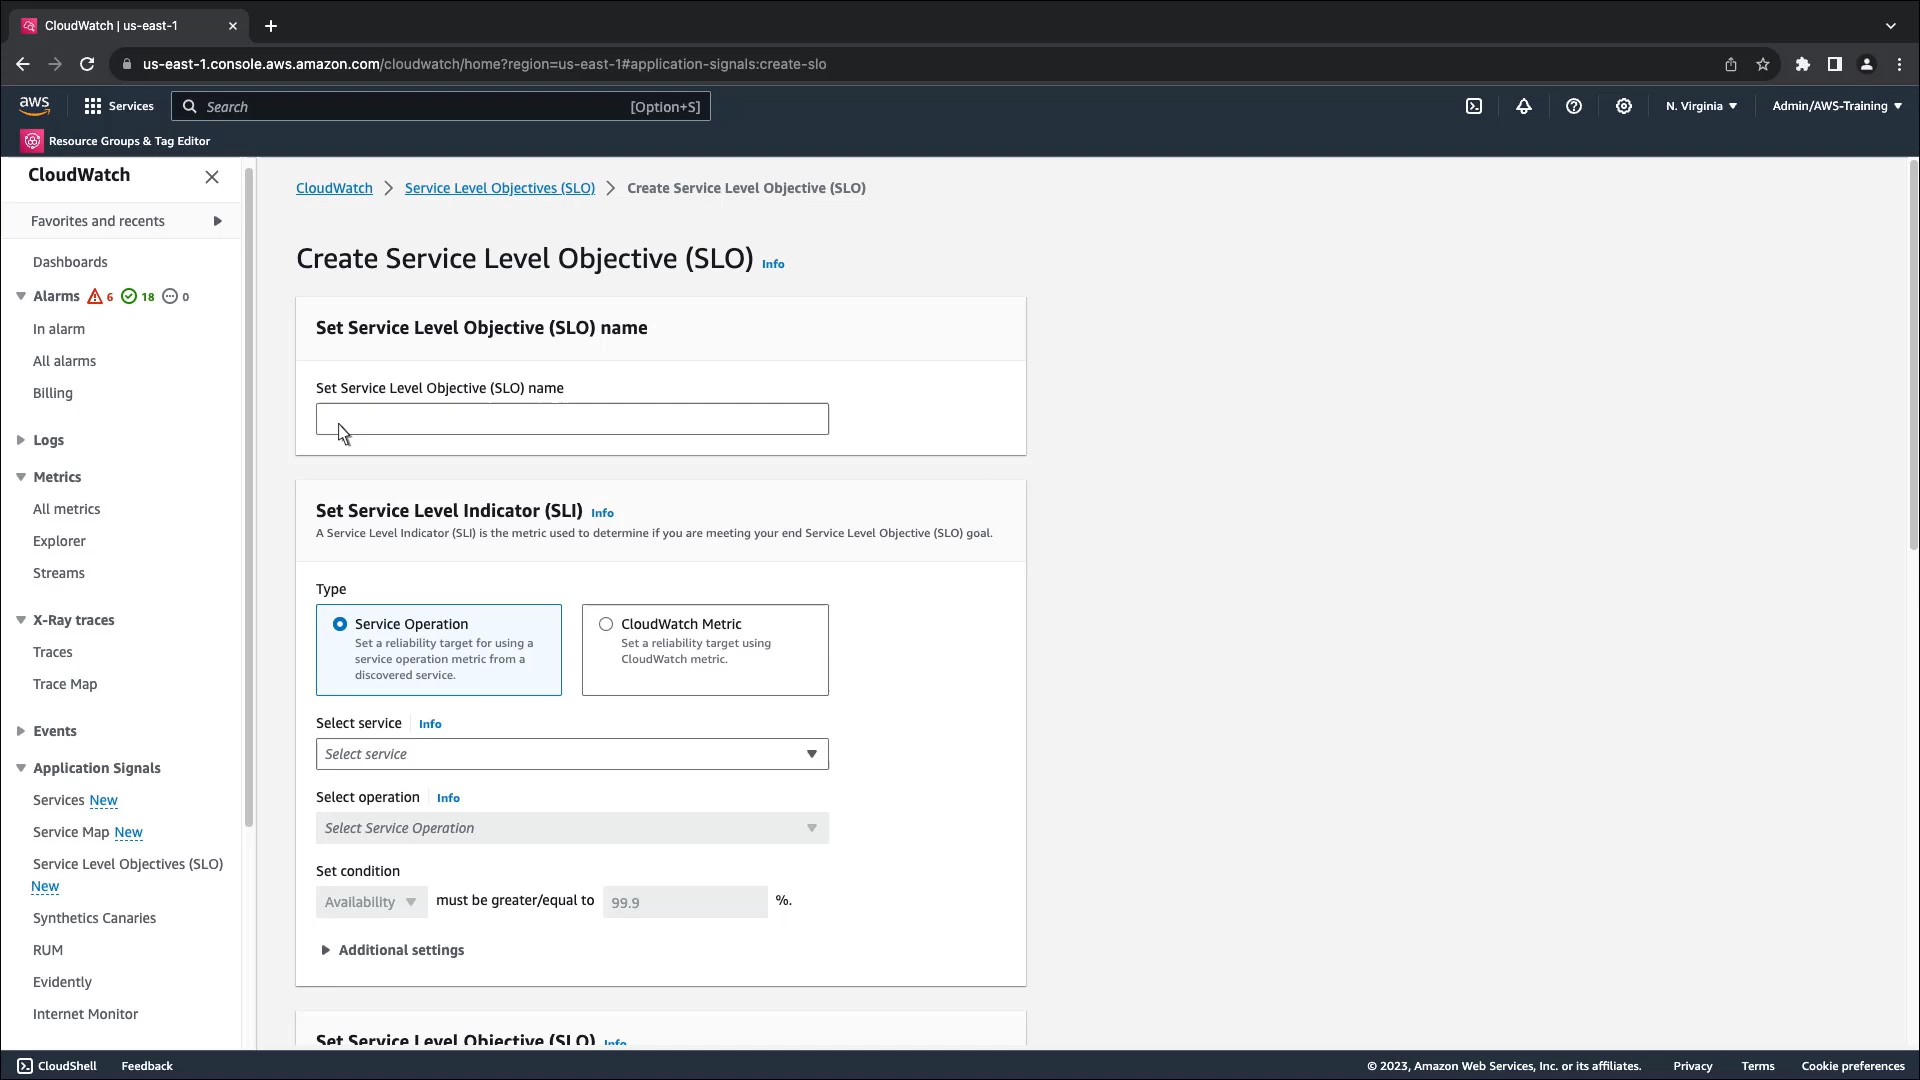 CloudWatch | us-east-1
us-east-1.console.aws.amazon.com/cloudwatch/home?region=us-east-1#application-signals:create-slo
aws
Services
Search
[Option+S]
N. Virginia
Admin/AWS-Training
Resource Groups & Tag Editor
CloudWatch
Favorites and recents
Dashboards
Alarms 6 18 0
In alarm
All alarms
Billing
Logs
Metrics
All metrics
Explorer
Streams
X-Ray traces
Traces
Trace Map
Events
Application Signals
Services New
Service Map New
Service Level Objectives (SLO)
New
Synthetics Canaries
RUM
Evidently
Internet Monitor
CloudWatch
Service Level Objectives (SLO)
Create Service Level Objective (SLO)
Create Service Level Objective (SLO) Info
Set Service Level Objective (SLO) name
Set Service Level Objective (SLO) name
Set Service Level Indicator (SLI) Info
A Service Level Indicator (SLI) is the metric used to determine if you are meeting your end Service Level Objective (SLO) goal.
Type
Service Operation
Set a reliability target for using a
service operation metric from a
discovered service.
CloudWatch Metric
Set a reliability target using
CloudWatch metric.
Select service Info
Select service
Select operation Info
Select Service Operation
Set condition
Availability must be greater/equal to 99.9 %.
Additional settings
Set Service Level Objective (SLO) Info
CloudShell
Feedback
© 2023, Amazon Web Services, Inc. or its affiliates.
Privacy
Terms
Cookie preferences